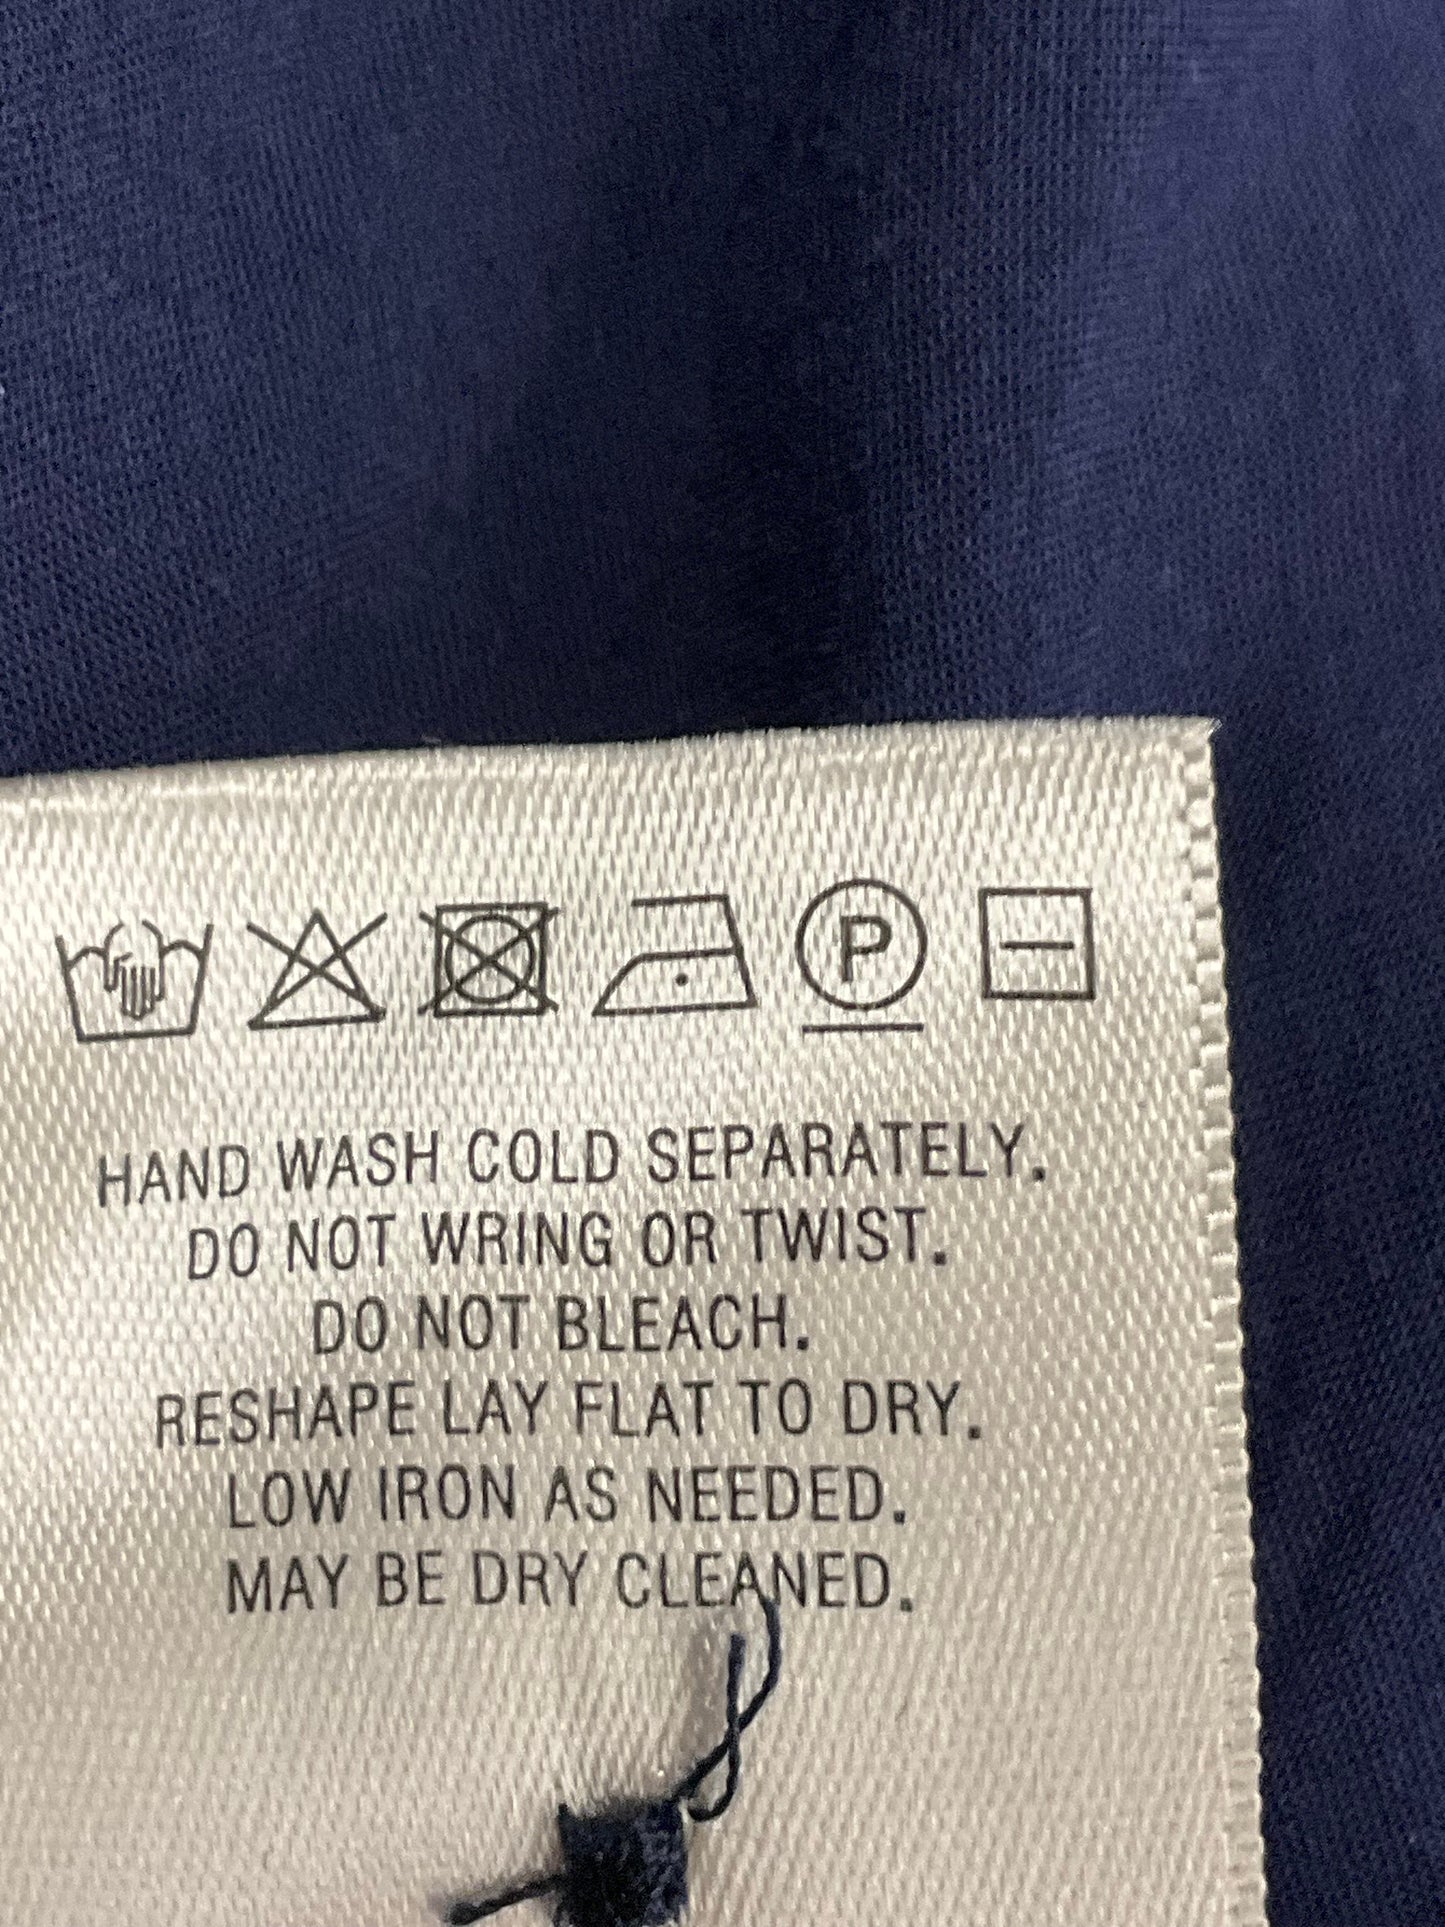 P
HAND WASH COLD SEPARATELY.
DO NOT WRING OR TWIST.
DO NOT BLEACH.
RESHAPE LAY FLAT TO DRY.
LOW IRON AS NEEDED.
MAY BE DRY CLEANED.